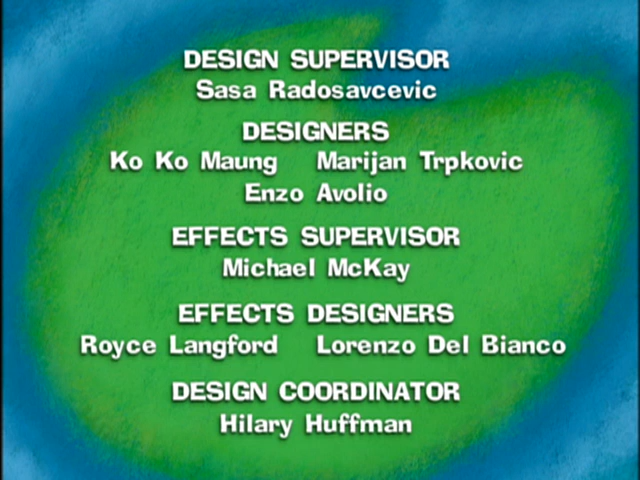 DESIGN SUPERVISOR
Sasa Radosavcevic
DESIGNERS
Ko Ko Maung Marijan Trpkovic
Enzo Avolio
EFFECTS SUPERVISOR
Michael McKay
EFFECTS DESIGNERS
Royce Langford Lorenzo Del Bianco
DESIGN COORDINATOR
Hilary Huffman